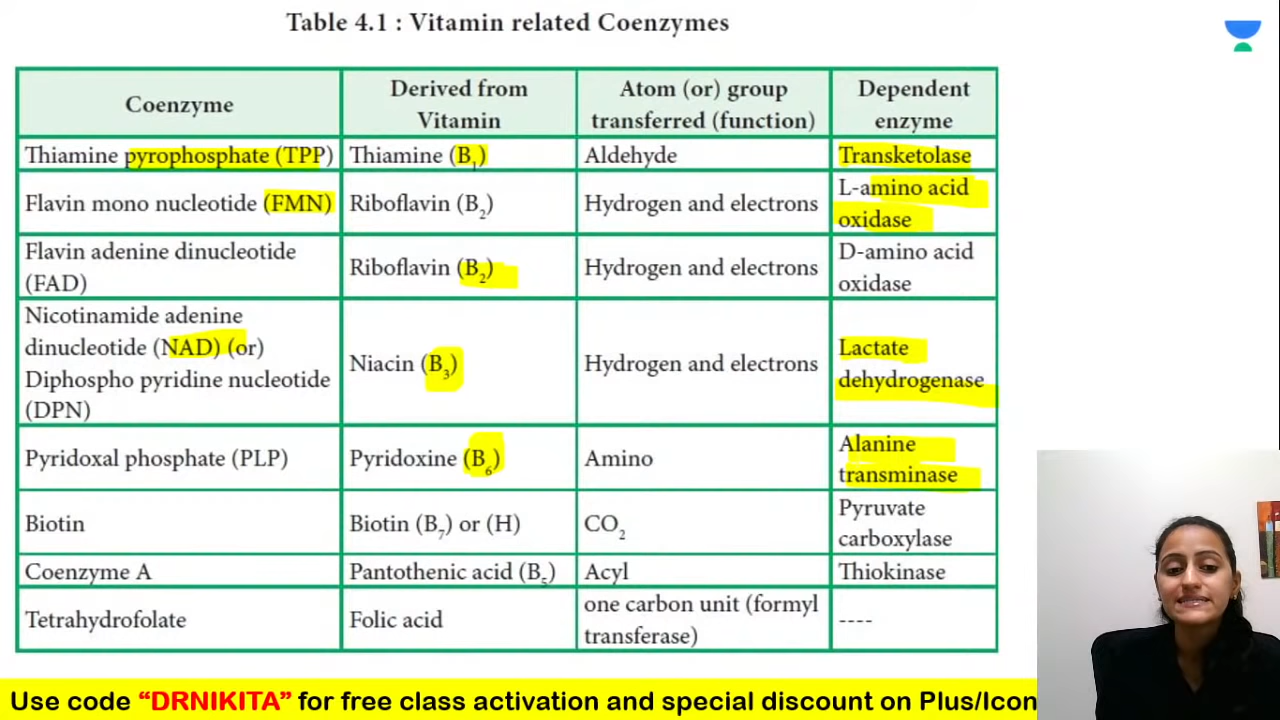 Table 4.1 : Vitamin related Coenzymes
Coenzyme
Derived from
Vitamin
Atom (or) group
transferred (function)
Dependent
enzyme
Thiamine pyrophosphate (TPP)
Thiamine (B₁)
Aldehyde
Transketolase
Flavin mono nucleotide (FMN)
Riboflavin (B₂)
Hydrogen and electrons
L-amino acid
oxidase
Flavin adenine dinucleotide
(FAD)
Riboflavin (B₂)
Hydrogen and electrons
D-amino acid
oxidase
Nicotinamide adenine
dinucleotide (NAD) (or)
Diphospho pyridine nucleotide
(DPN)
Niacin (B₃)
Hydrogen and electrons
Lactate
dehydrogenase
Pyridoxal phosphate (PLP)
Pyridoxine (B₆)
Amino
Alanine
transminase
Biotin
Biotin (B₇) or (H)
CO₂
Pyruvate
carboxylase
Coenzyme A
Pantothenic acid (B₅)
Acyl
Thiokinase
Tetrahydrofolate
Folic acid
one carbon unit (formyl
transferase)
----
Use code “DRNIKITA” for free class activation and special discount on Plus/Icon